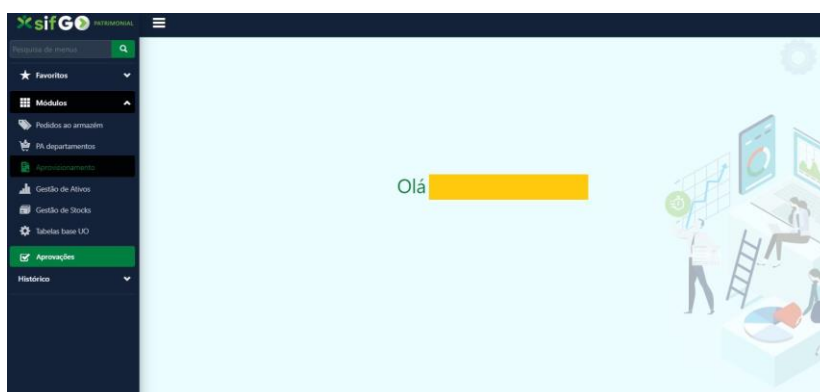 sifGO PATRIMONIAL
Pesquisa de menus
Favoritos
Módulos
Pedidos ao armazém
PA departamentos
Aprovisionamento
Gestão de Ativos
Gestão de Stocks
Tabelas base UO
Aprovações
Histórico
Olá